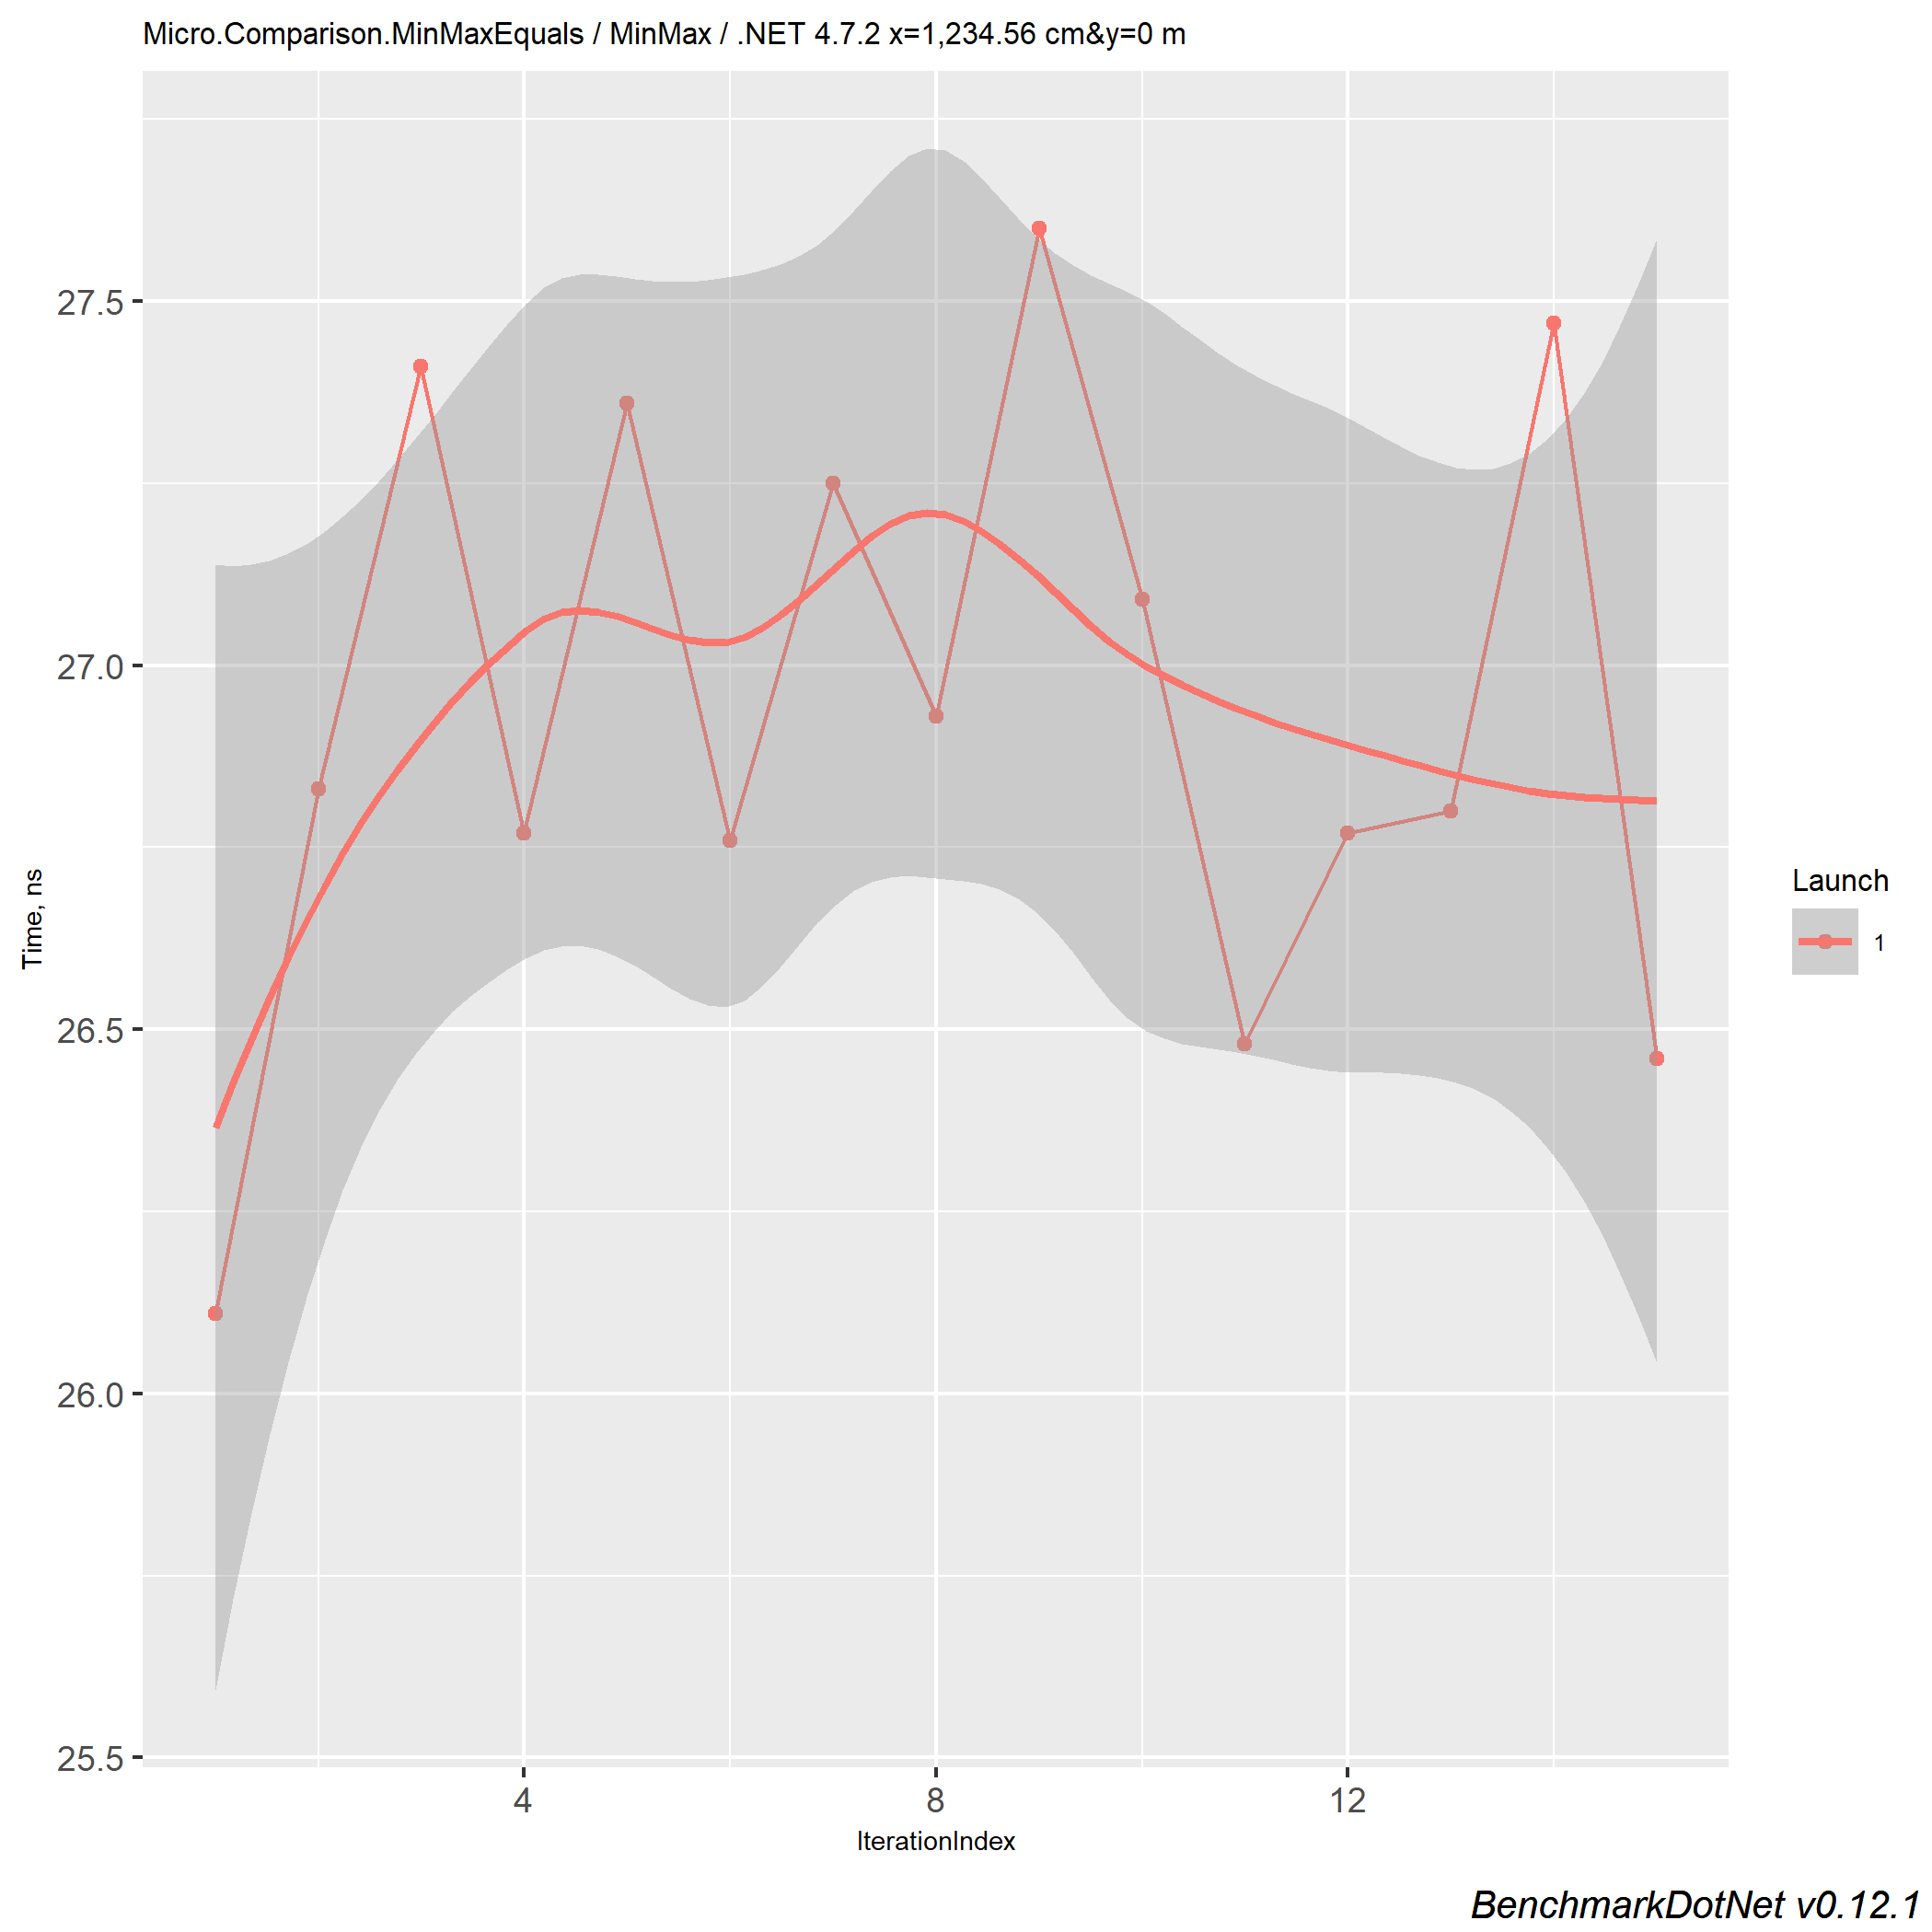 Micro.Comparison.MinMaxEquals / MinMax / .NET 4.7.2 x=1,234.56 cm&y=0 m
27.5
27.0
26.5
26.0
25.5
Time, ns
4 8 12
IterationIndex
Launch
1
BenchmarkDotNet v0.12.1